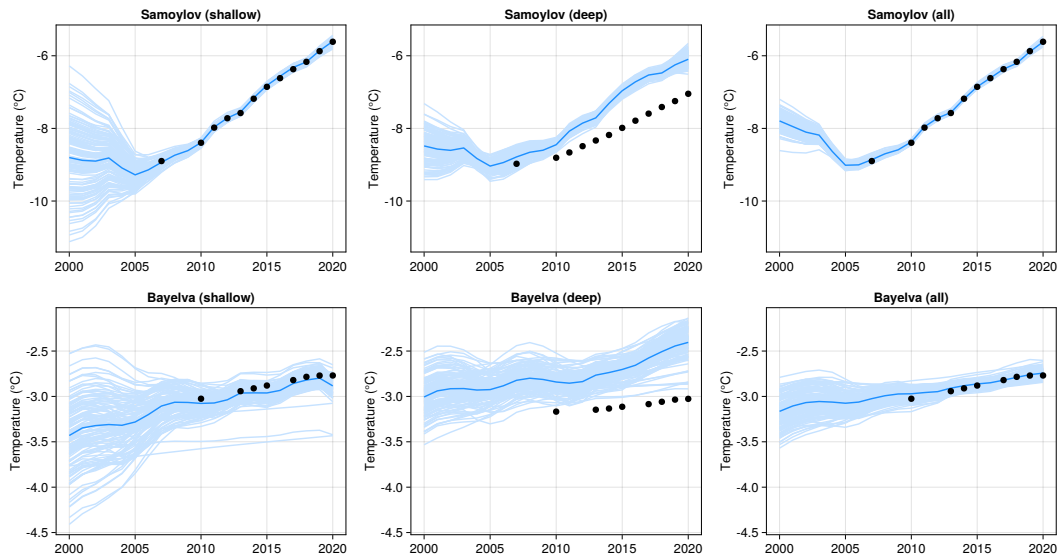 Samoylov (shallow)
Samoylov (deep)
Samoylov (all)
Temperature (°C)
-6
-8
-10
2000 2005 2010 2015 2020
Temperature (°C)
-6
-8
-10
2000 2005 2010 2015 2020
Temperature (°C)
-6
-8
-10
2000 2005 2010 2015 2020
Bayelva (shallow)
Bayelva (deep)
Bayelva (all)
Temperature (°C)
-2.5
-3.0
-3.5
-4.0
-4.5
2000 2005 2010 2015 2020
Temperature (°C)
-2.5
-3.0
-3.5
-4.0
-4.5
2000 2005 2010 2015 2020
Temperature (°C)
-2.5
-3.0
-3.5
-4.0
-4.5
2000 2005 2010 2015 2020